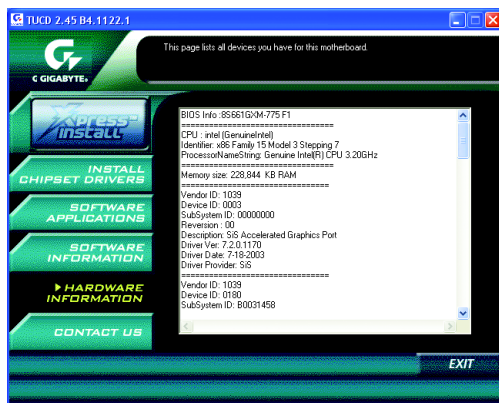 TUCD 2.45 B4.1122.1
This page lists all devices you have for this motherboard.
GIGABYTE
Xpress
Install
INSTALL
CHIPSET DRIVERS
SOFTWARE
APPLICATIONS
SOFTWARE
INFORMATION
HARDWARE
INFORMATION
CONTACT US
BIOS Info :8S661GXM-775 F1
=================================
CPU : intel (GenuineIntel)
Identifier: x86 Family 15 Model 3 Stepping 7
ProcessorNameString: Genuine Intel(R) CPU 3.20GHz
=================================
Memory size: 228,844 KB RAM
================================
Vendor ID: 1039
Device ID: 0003
SubSystem ID: 00000000
Reversion : 00
Description: SiS Accelerated Graphics Port
Driver Ver: 7.2.0.1170
Driver Date: 7-18-2003
Driver Provider: SiS
================================
Vendor ID: 1039
Device ID: 0180
SubSystem ID: B0031458
EXIT